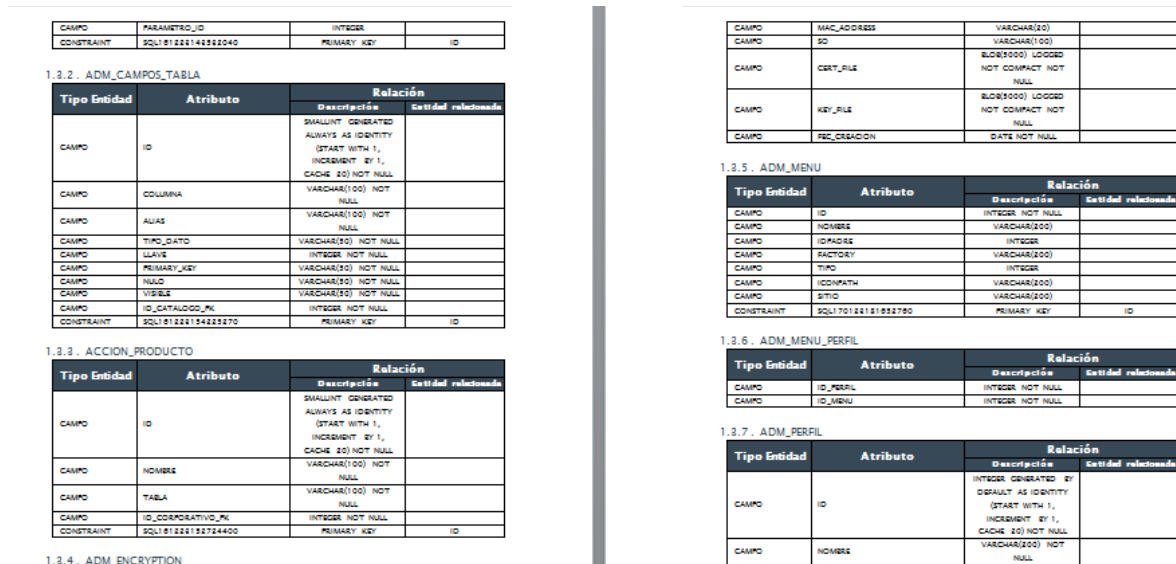 CAMPO PARAMETRO_ID INTEGER
CONSTRAINT SQL161222142522040 PRIMARY KEY ID
1.3.2. ADM_CAMPOS_TABLA
Tipo Entidad Atributo Relación
Descripción Entidad relacionada
CAMPO ID SMALLINT GENERATED
ALWAYS AS IDENTITY
(START WITH 1,
INCREMENT BY 1,
CACHE 20) NOT NULL
CAMPO COLUMNA VARCHAR(100) NOT
NULL
CAMPO ALIAS VARCHAR(100) NOT
NULL
CAMPO TIPO_DATO VARCHAR(50) NOT NULL
CAMPO LLAVE INTEGER NOT NULL
CAMPO PRIMARY_KEY VARCHAR(50) NOT NULL
CAMPO NULO VARCHAR(50) NOT NULL
CAMPO VISIBLE VARCHAR(50) NOT NULL
CAMPO ID_CATALOGO_FK INTEGER NOT NULL
CONSTRAINT PRIMARY KEY ID
1.3.3. ACCION_PRODUCTO
Tipo Entidad Atributo Relación
Descripción Entidad relacionada
CAMPO ID SMALLINT GENERATED
ALWAYS AS IDENTITY
(START WITH 1,
INCREMENT BY 1,
CACHE 20) NOT NULL
CAMPO NOMBRE VARCHAR(100) NOT
NULL
CAMPO TABLA VARCHAR(100) NOT
NULL
CAMPO ID_CORPORATIVO_FK INTEGER NOT NULL
CONSTRAINT PRIMARY KEY ID
1.3.4. ADM_ENCRYPTION
CAMPO MAC_ADDRESS VARCHAR(20)
CAMPO SO VARCHAR(100)
CAMPO CERT_FILE BLOB(5000) LOGGED
NOT COMPACT NOT
NULL
CAMPO KEY_FILE BLOB(5000) LOGGED
NOT COMPACT NOT
NULL
CAMPO FEC_CREACION DATE NOT NULL
1.3.5. ADM_MENU
Tipo Entidad Atributo Relación
Descripción Entidad relacionada
CAMPO ID INTEGER NOT NULL
CAMPO NOMBRE VARCHAR(200)
CAMPO IDPADRE INTEGER
CAMPO FACTORY VARCHAR(200)
CAMPO TIPO INTEGER
CAMPO ICONPATH VARCHAR(200)
CAMPO SITIO VARCHAR(200)
CONSTRAINT PRIMARY KEY ID
1.3.6. ADM_MENU_PERFIL
Tipo Entidad Atributo Relación
Descripción Entidad relacionada
CAMPO ID_PERFIL INTEGER NOT NULL
CAMPO ID_MENU INTEGER NOT NULL
1.3.7. ADM_PERFIL
Tipo Entidad Atributo Relación
Descripción Entidad relacionada
CAMPO ID INTEGER GENERATED BY
DEFAULT AS IDENTITY
(START WITH 1,
INCREMENT BY 1,
CACHE 20) NOT NULL
CAMPO NOMBRE VARCHAR(200) NOT
NULL